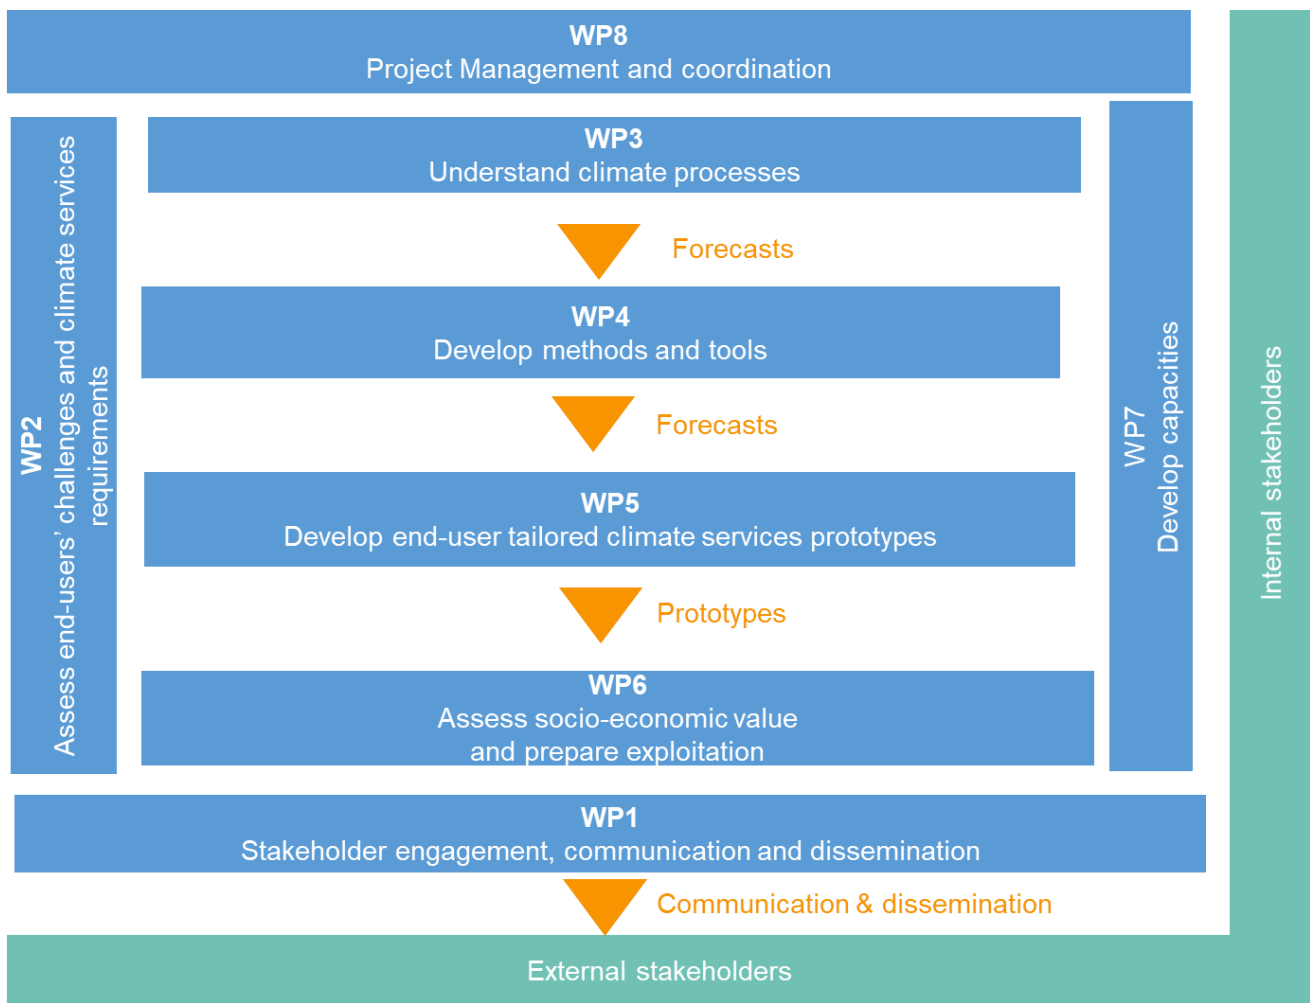 WP8
Project Management and coordination
WP2
Assess end-users’ challenges and climate services
requirements
WP3
Understand climate processes
Forecasts
WP4
Develop methods and tools
Forecasts
WP5
Develop end-user tailored climate services prototypes
Prototypes
WP6
Assess socio-economic value
and prepare exploitation
WP7
Develop capacities
Internal stakeholders
WP1
Stakeholder engagement, communication and dissemination
Communication & dissemination
External stakeholders